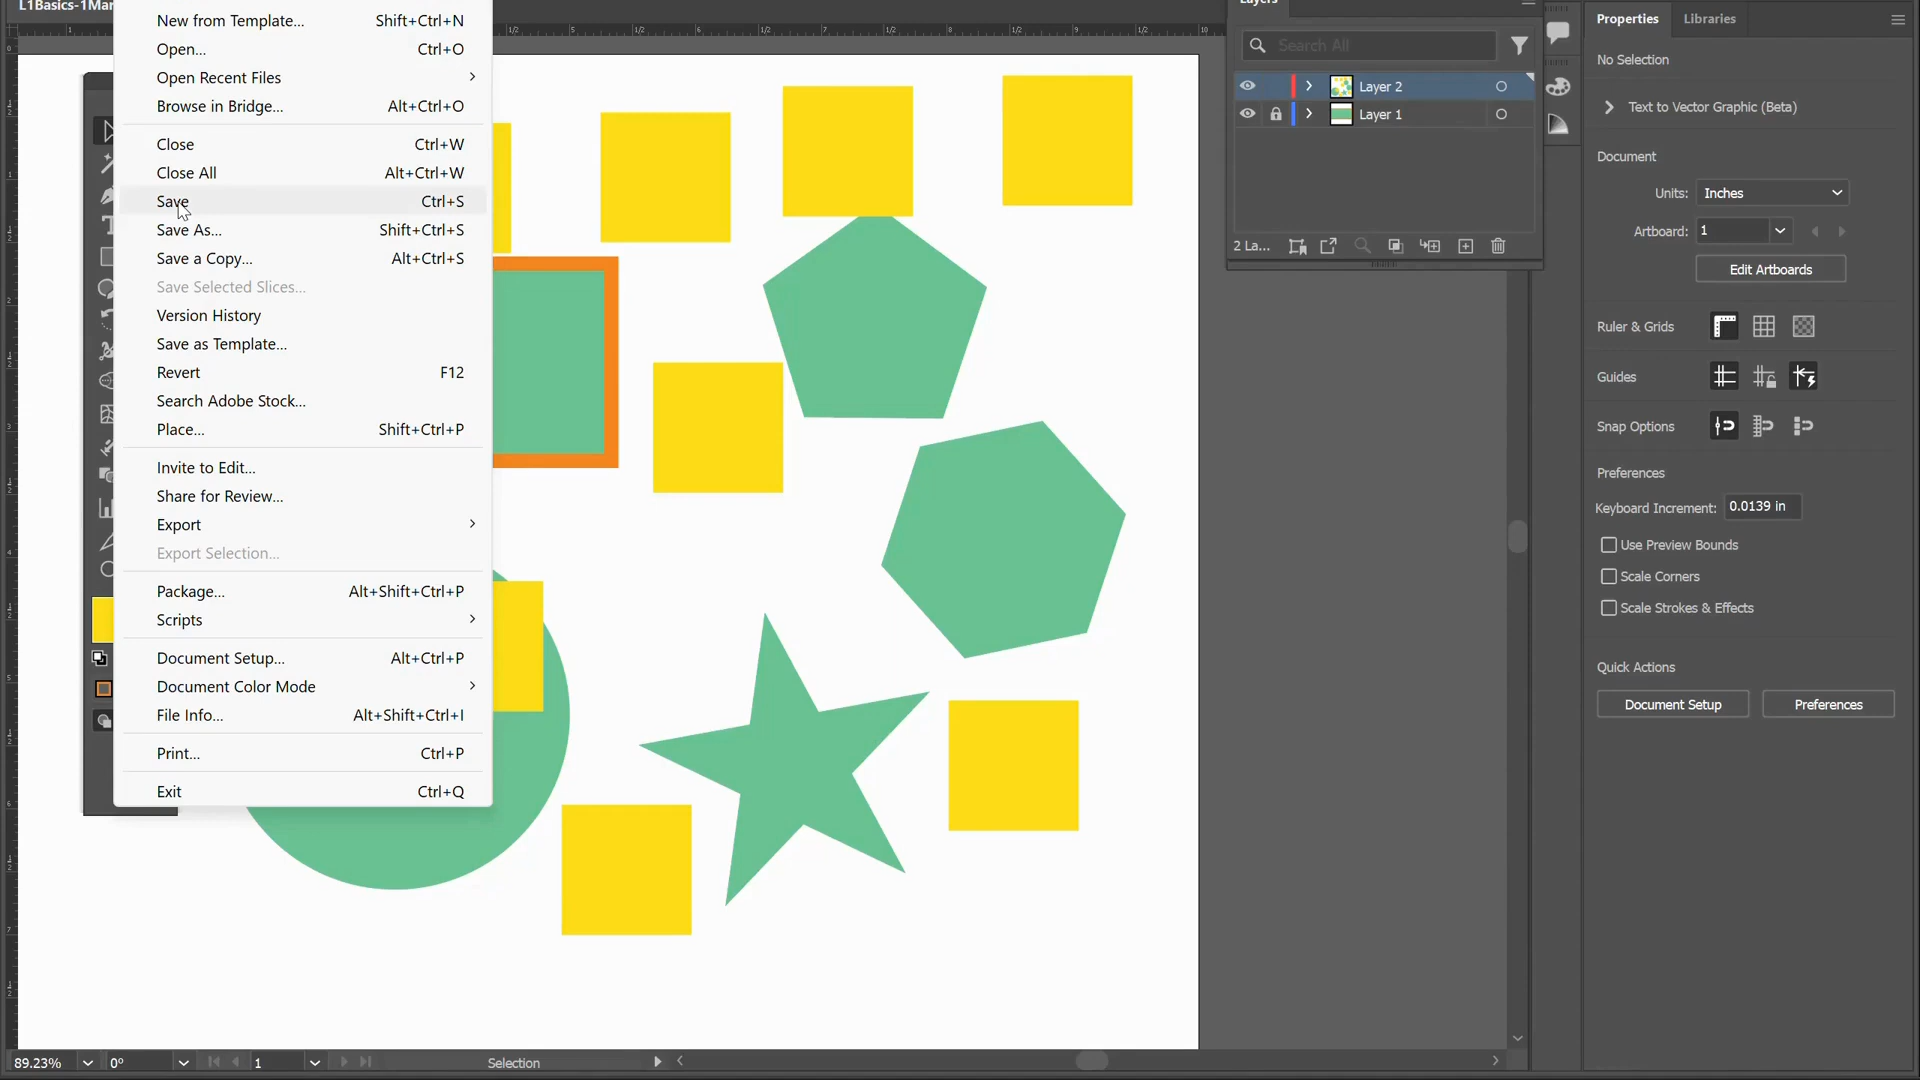 L1Basics-1Mar
New from Template... Shift+Ctrl+N
Open... Ctrl+O
Open Recent Files
Browse in Bridge... Alt+Ctrl+O
Close Ctrl+W
Close All Alt+Ctrl+W
Save Ctrl+S
Save As... Shift+Ctrl+S
Save a Copy... Alt+Ctrl+S
Save Selected Slices...
Version History
Save as Template...
Revert F12
Search Adobe Stock...
Place... Shift+Ctrl+P
Invite to Edit...
Share for Review...
Export
Export Selection...
Package... Alt+Shift+Ctrl+P
Scripts
Document Setup... Alt+Ctrl+P
Document Color Mode
File Info... Alt+Shift+Ctrl+I
Print... Ctrl+P
Exit Ctrl+Q
89.23% 0° 1 Selection
Layers
Search All
Layer 2
Layer 1
2 La...
Properties Libraries
No Selection
Text to Vector Graphic (Beta)
Document
Units: Inches
Artboard: 1
Edit Artboards
Ruler & Grids
Guides
Snap Options
Preferences
Keyboard Increment: 0.0139 in
Use Preview Bounds
Scale Corners
Scale Strokes & Effects
Quick Actions
Document Setup Preferences